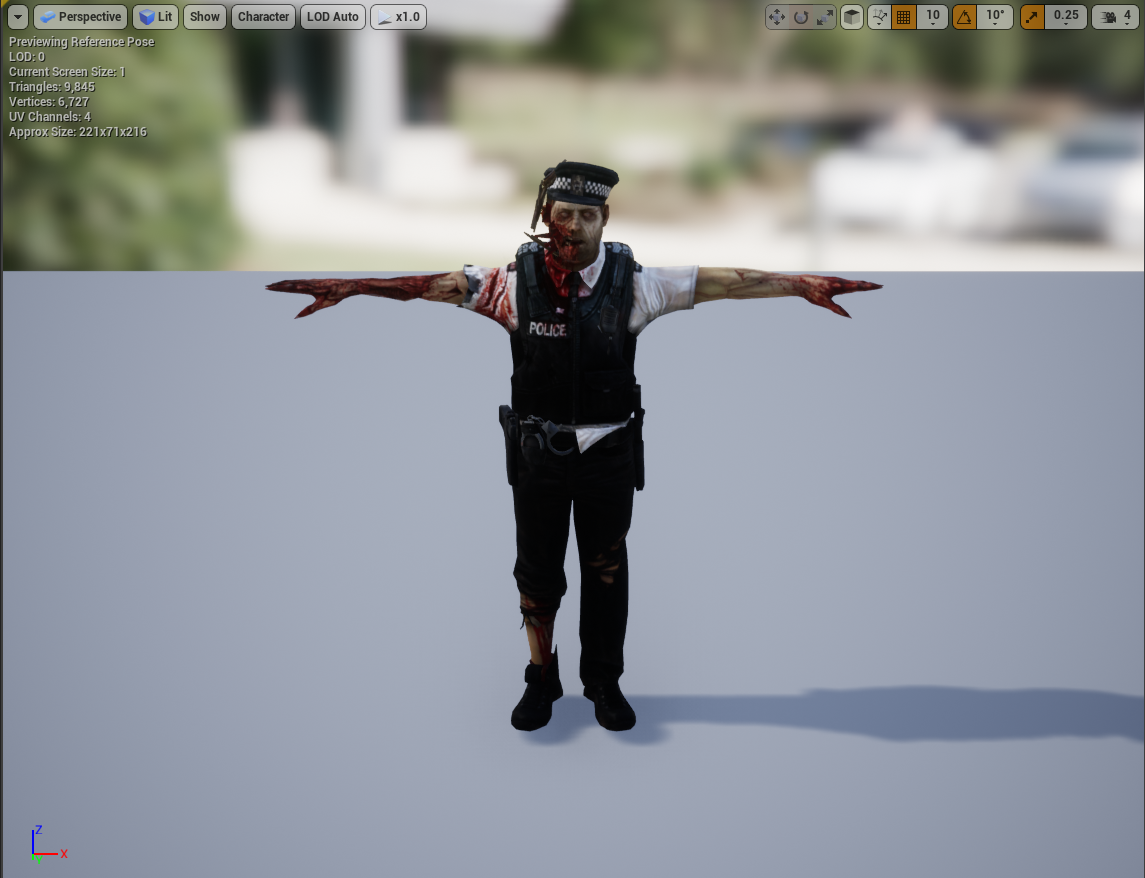 Perspective Lit Show Character LOD Auto x1.0 10 10° 0.25 4
Previewing Reference Pose
LOD: 0
Current Screen Size: 1
Triangles: 9,845
Vertices: 6,727
UV Channels: 4
Approx Size: 221x71x216
POLICE
Z
X